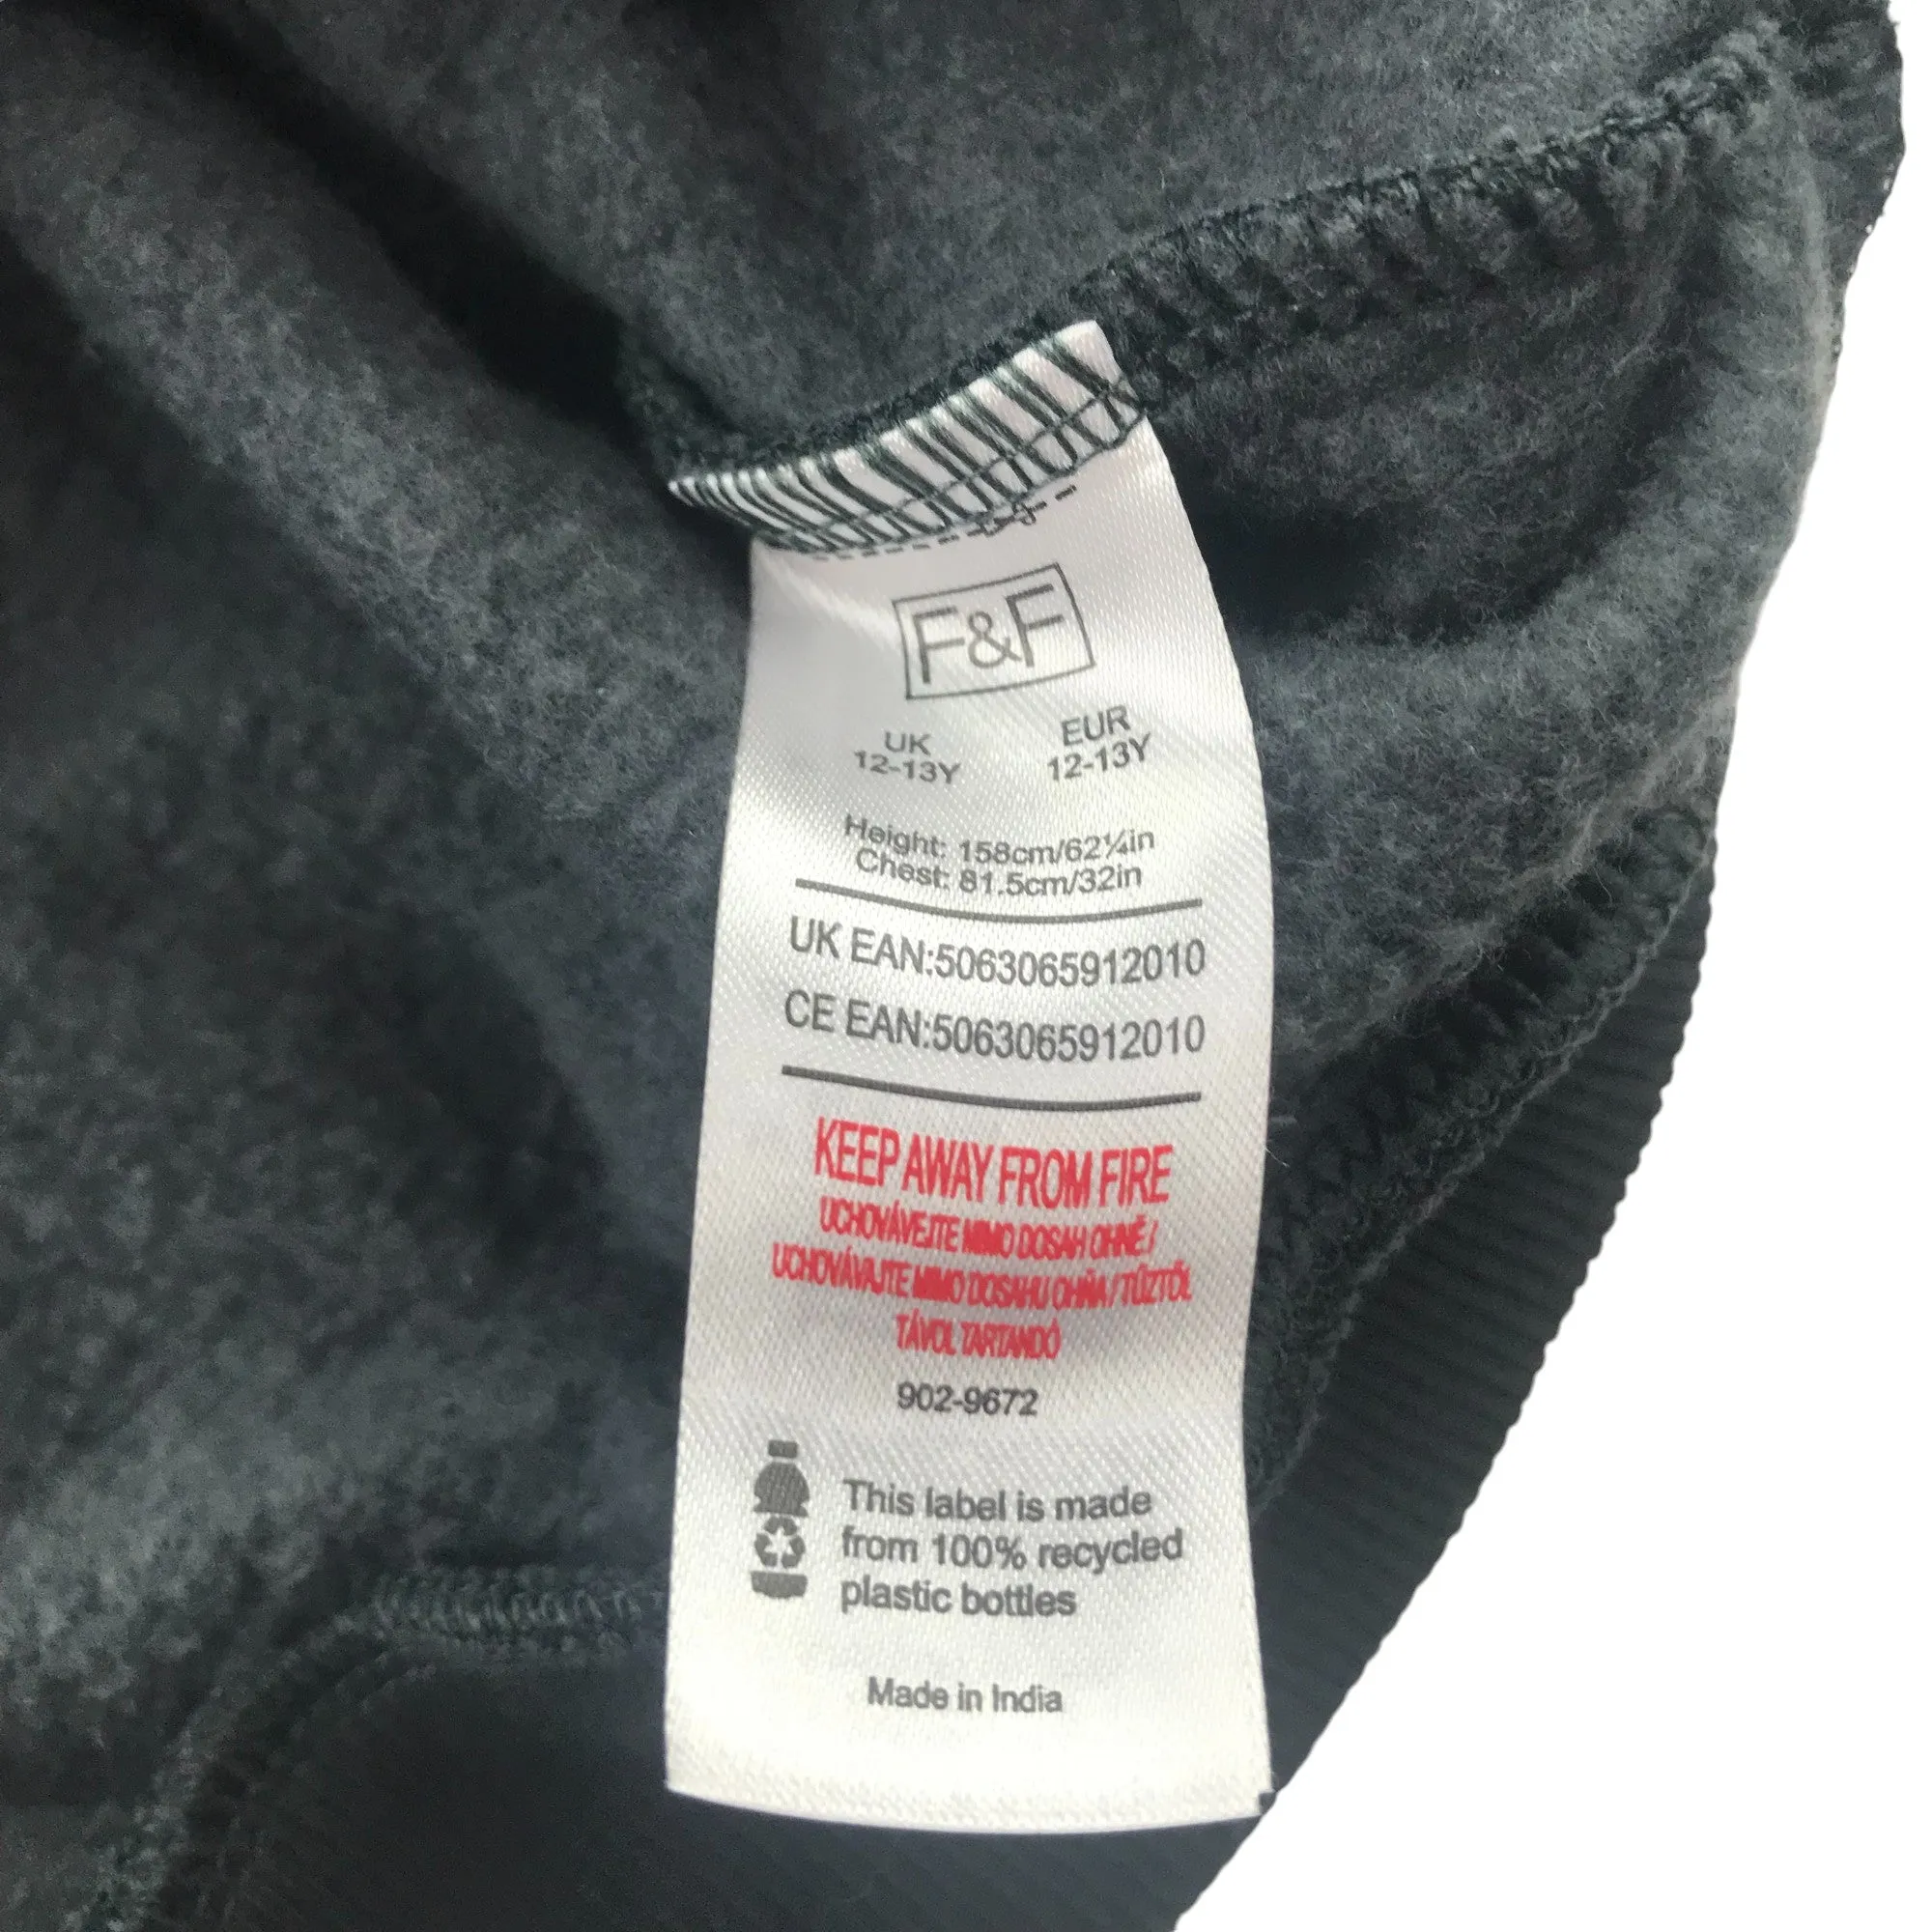 F&F
UK EUR
12-13Y 12-13Y
Height: 158cm/62¼in
Chest: 81.5cm/32in
UK EAN:5063065912010
CE EAN:5063065912010
KEEP AWAY FROM FIRE
UCHOVÁVEJTE MIMO DOSAH OHNĚ/
UCHOVÁVAJTE MIMO DOSAHU OHŇA/TŰZTŐL
TÁVOL TARTANDÓ
902-9672
This label is made
from 100% recycled
plastic bottles
Made in India